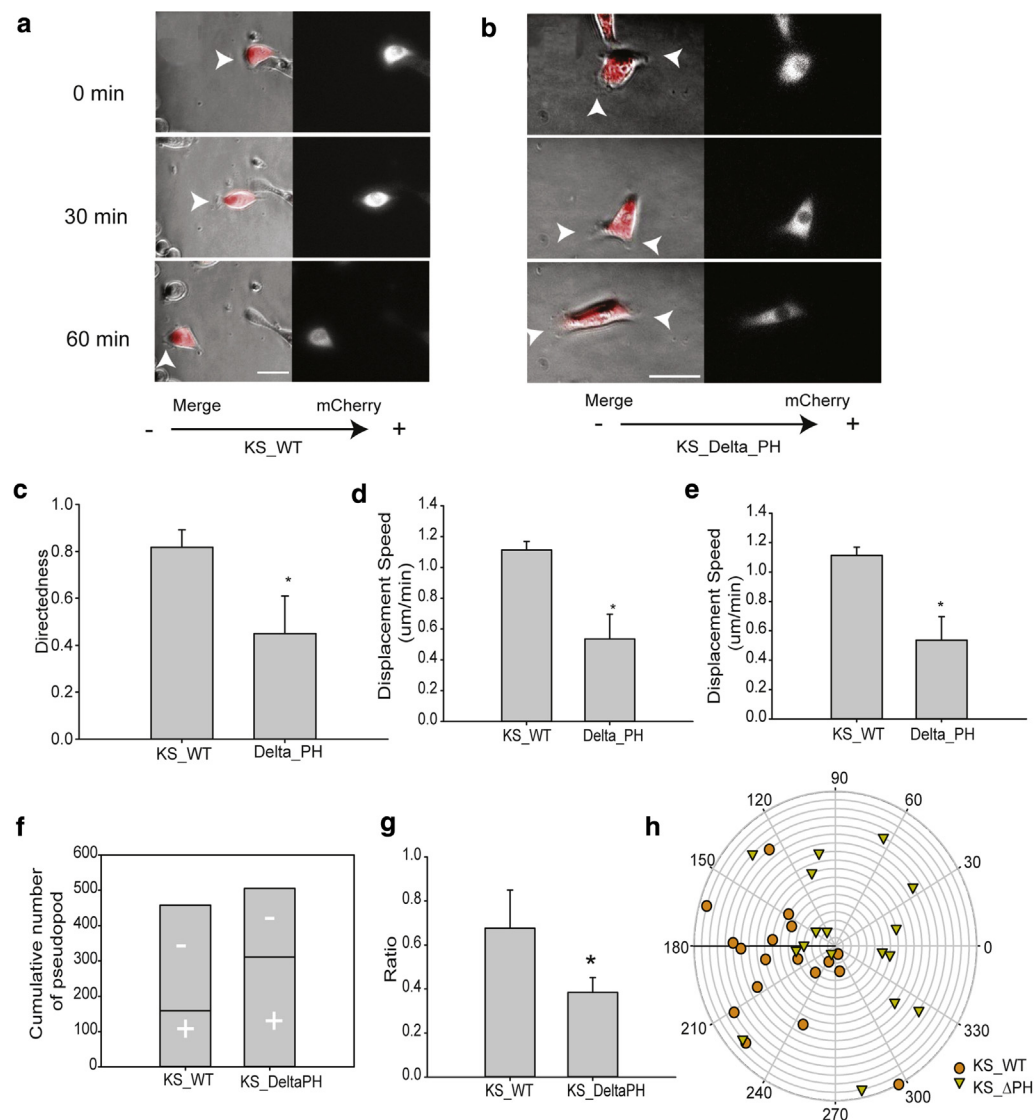 a
0 min
30 min
60 min
Merge mCherry
- +
KS_WT
b
Merge mCherry
- +
KS_Delta_PH
c
Directedness
1.0
0.8
0.6
0.4
0.2
0.0
*
KS_WT Delta_PH
d
Displacement Speed
(um/min)
1.4
1.2
1.0
0.8
0.6
0.4
0.2
0.0
*
KS_WT Delta_PH
e
Displacement Speed
(um/min)
1.4
1.2
1.0
0.8
0.6
0.4
0.2
0.0
*
KS_WT Delta_PH
f
Cumulative number
of pseudopod
600
500
400
300
200
100
0
- -
+ +
KS_WT KS_DeltaPH
g
Ratio
1.0
0.8
0.6
0.4
0.2
0.0
*
KS_WT KS_DeltaPH
h
90
120 60
150 30
180 0
210 330
240 300
270
KS_WT
KS_ΔPH